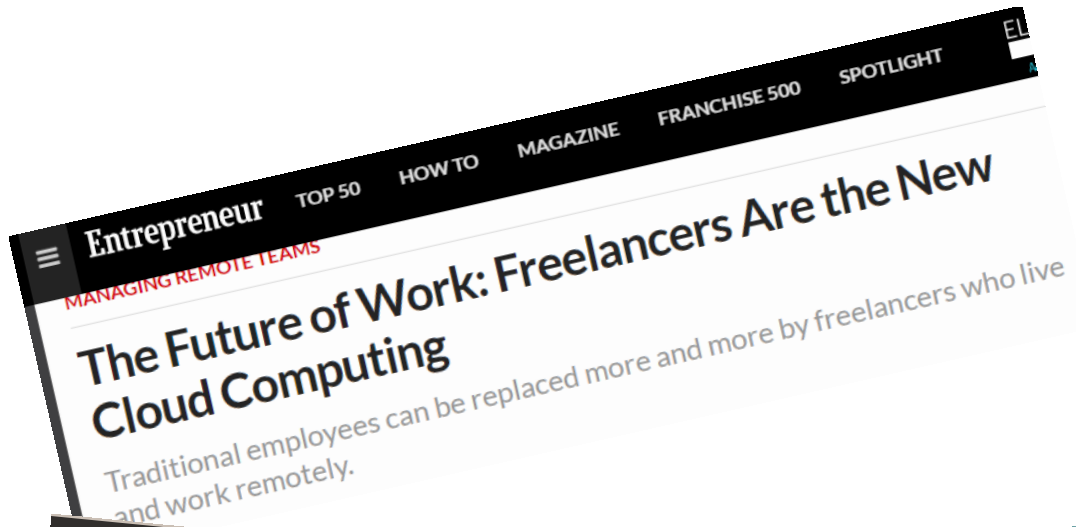 Entrepreneur TOP 50 HOW TO MAGAZINE FRANCHISE 500 SPOTLIGHT
MANAGING REMOTE TEAMS
The Future of Work: Freelancers Are the New
Cloud Computing
Traditional employees can be replaced more and more by freelancers who live
and work remotely.